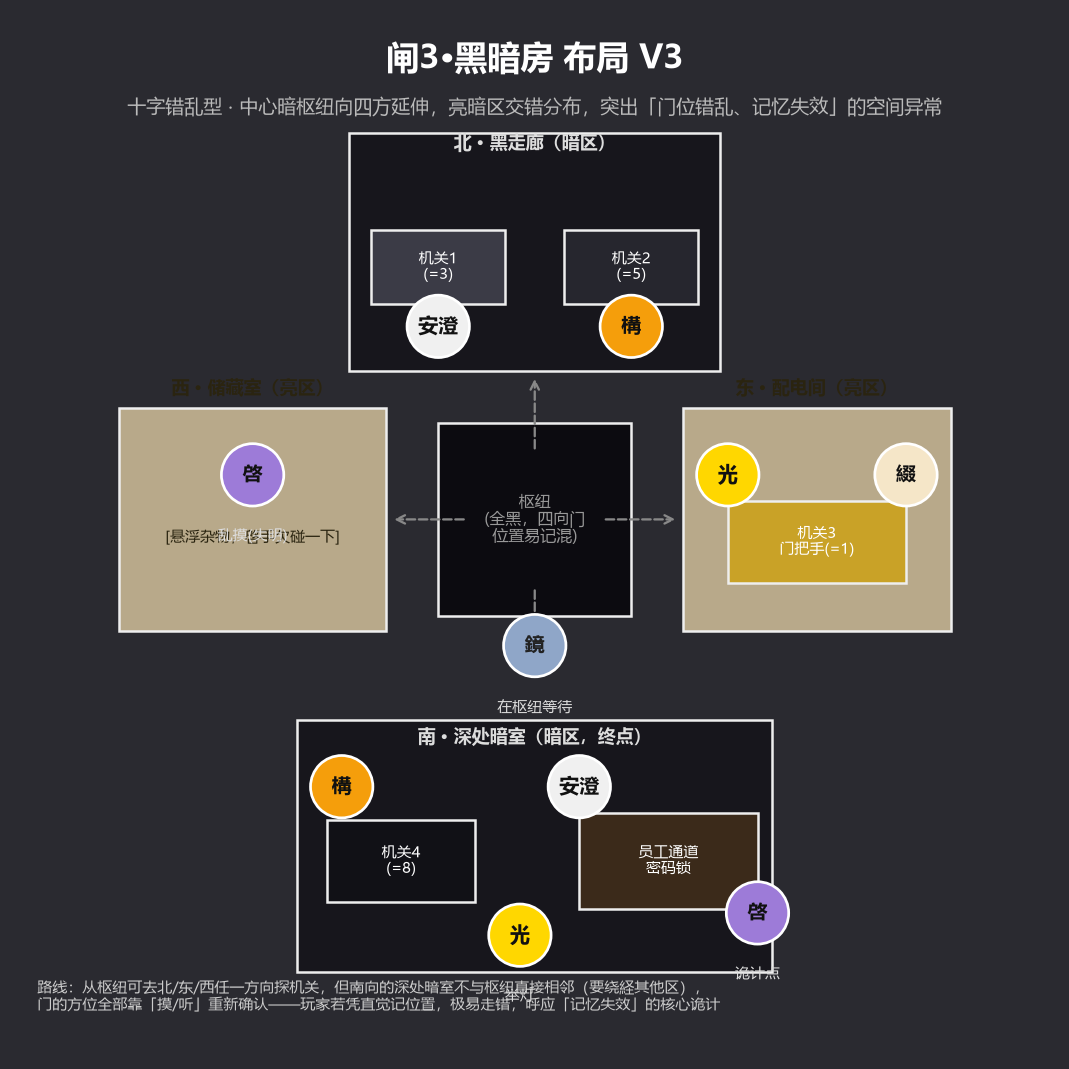 闸3·黑暗房 布局 V3
十字错乱型 · 中心暗枢纽向四方延伸，亮暗区交错分布，突出「门位错乱、记忆失效」的空间异常
北·黑走廊（暗区）
机关1
(=3)
机关2
(=5)
安澄
構
西·储藏室（亮区）
东·配电间（亮区）
啓
光
綴
枢纽
(全黑，四向门
位置易记混)
机关3
门把手(=1)
鏡
在枢纽等待
南·深处暗室（暗区，终点）
構
安澄
机关4
(=8)
员工通道
密码锁
啓
光
诡计点
路线：从枢纽可去北/东/西任一方向探机关，但南向的深处暗室不与枢纽直接相邻（要绕経其他区），
门的方位全部靠「摸/听」重新确认——玩家若凭直觉记位置，极易走错，呼应「记忆失效」的核心诡计